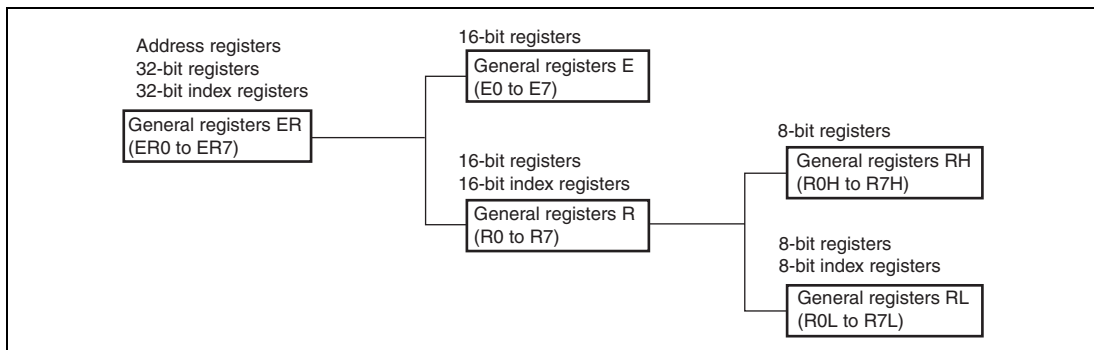 Address registers
32-bit registers
32-bit index registers
General registers ER
(ER0 to ER7)
16-bit registers
General registers E
(E0 to E7)
16-bit registers
16-bit index registers
General registers R
(R0 to R7)
8-bit registers
General registers RH
(R0H to R7H)
8-bit registers
8-bit index registers
General registers RL
(R0L to R7L)